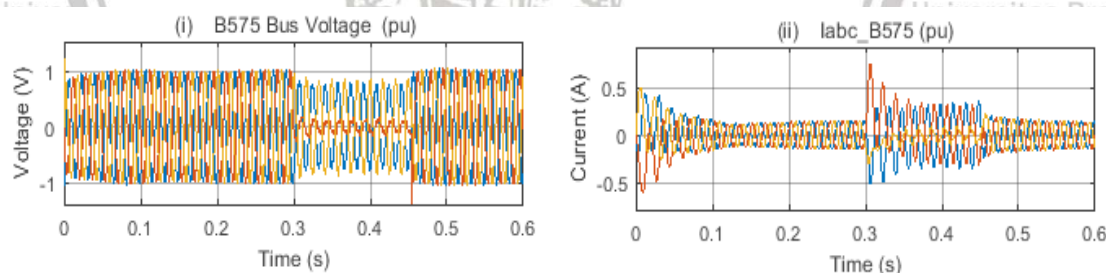 (i) B575 Bus Voltage (pu)
Voltage (V)
1
0
-1
0 0.1 0.2 0.3 0.4 0.5 0.6
Time (s)
(ii) Iabc_B575 (pu)
Current (A)
0.5
0
-0.5
0 0.1 0.2 0.3 0.4 0.5 0.6
Time (s)